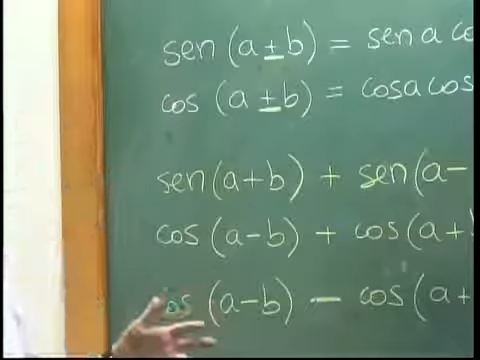 sen (a ± b) = sen a co
cos (a ± b) = cosa cos
sen (a + b) + sen (a -
cos (a - b) + cos (a +
cos (a - b) - cos (a +